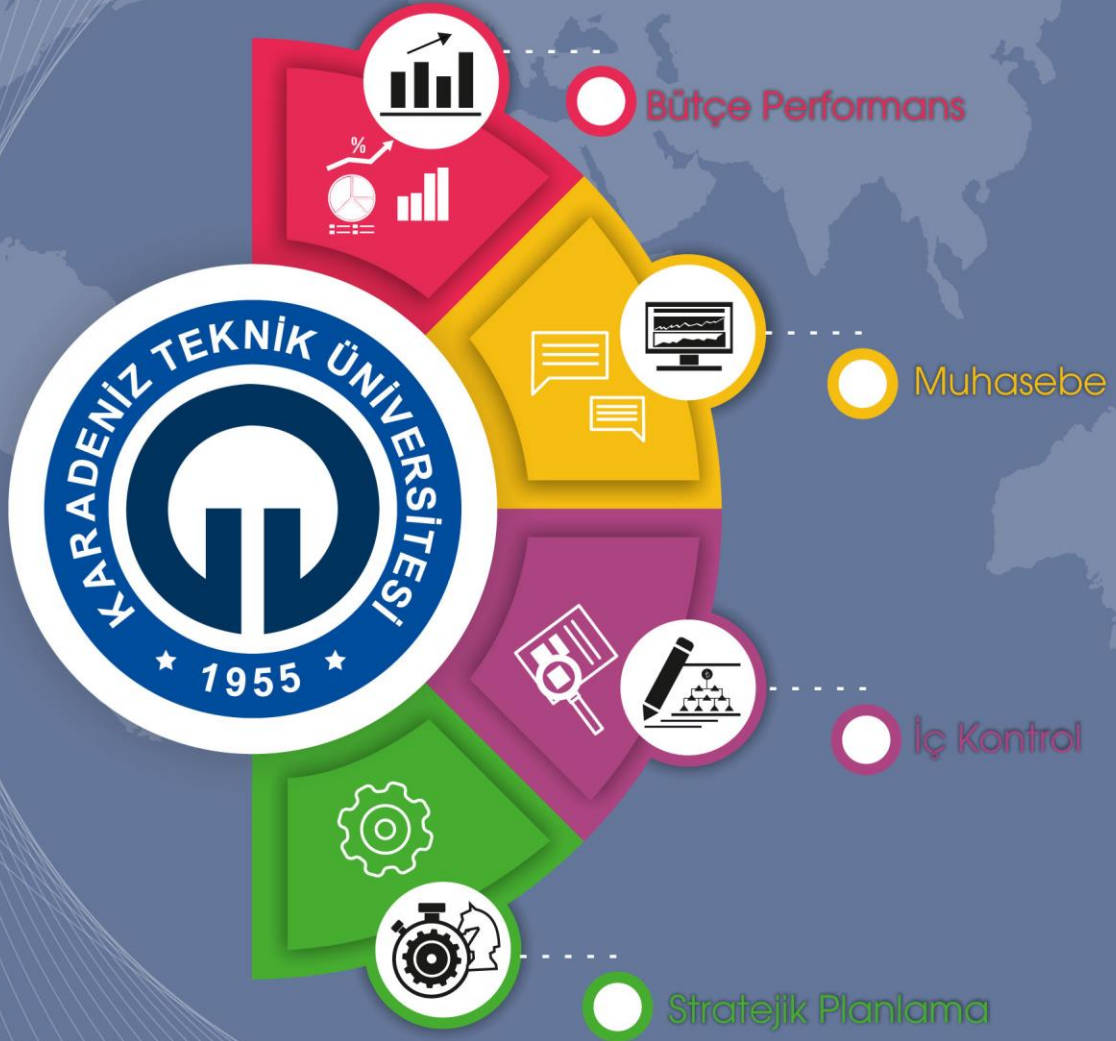 Bütçe Performans
%
Muhasebe
KARADENİZ TEKNİK ÜNİVERSİTESİ
1955
İç Kontrol
Stratejik Planlama